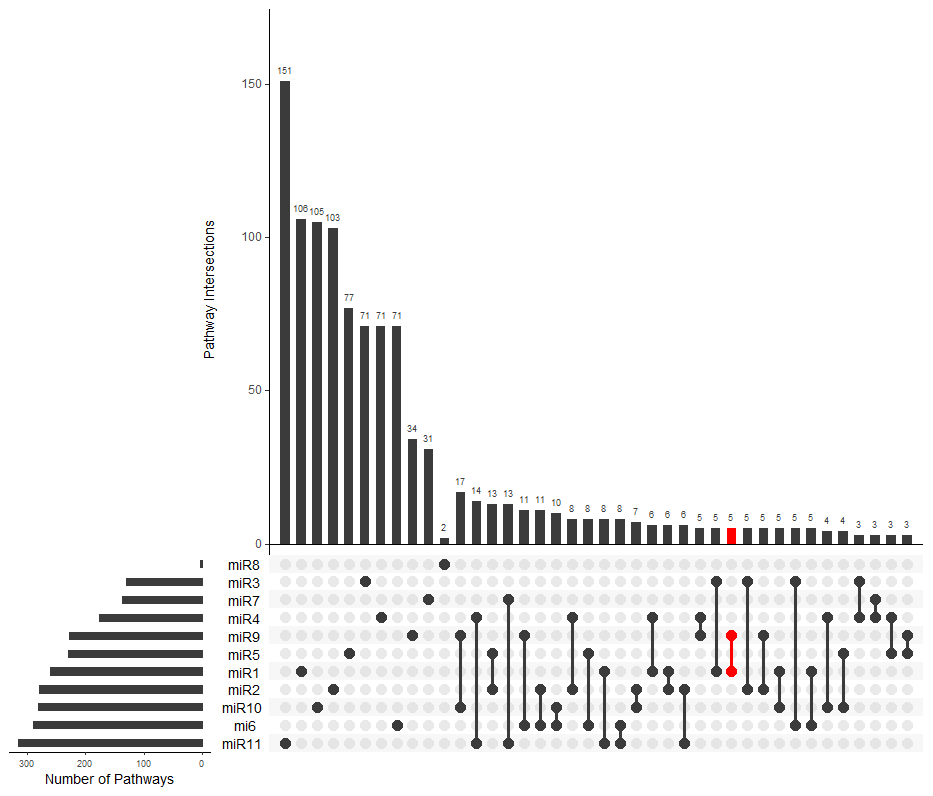 151
106 105 103
77
71 71 71
34
31
2
17
14
13 13
11 11
10
8 8 8 8
7
6 6 6
5 5 5 5 5 5 5
4 4
3 3 3 3
150
100
50
0
Pathway Intersections
miR8
miR3
miR7
miR4
miR9
miR5
miR1
miR2
miR10
mi6
miR11
300 200 100 0
Number of Pathways